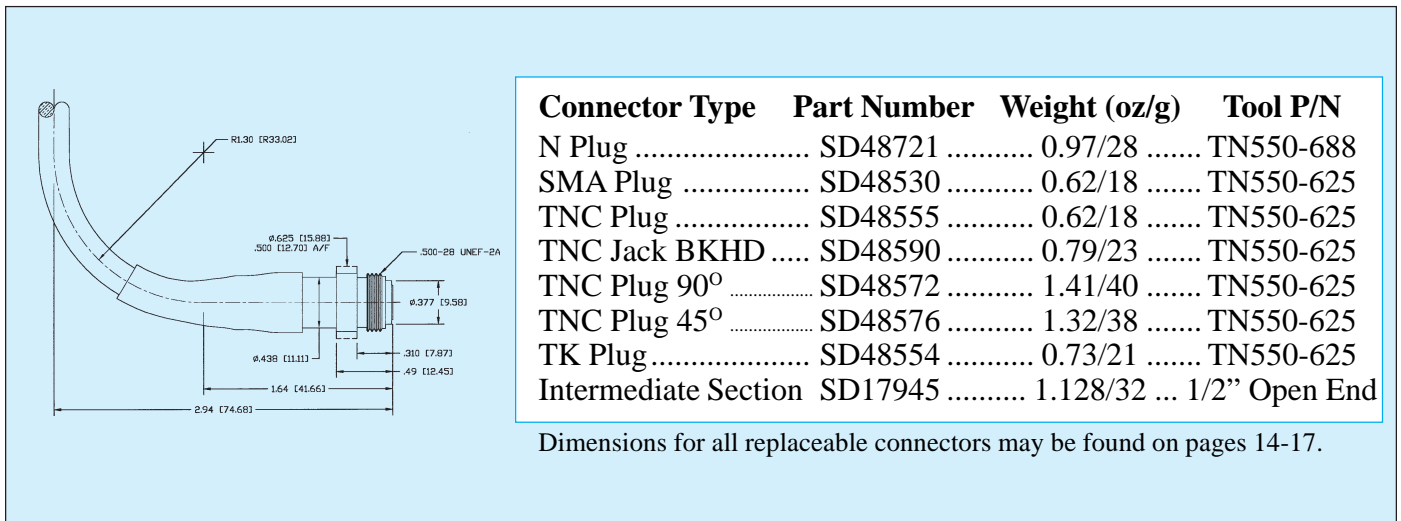 R1.30 [R33.02]
Ø.625 [15.88]
.500 [12.70] A/F
.500-28 UNEF-2A
Ø.377 [9.58]
Ø.438 [11.11]
.310 [7.87]
.49 [12.45]
1.64 [41.66]
2.94 [74.68]
Connector Type Part Number Weight (oz/g) Tool P/N
N Plug ...................... SD48721 ........... 0.97/28 ....... TN550-688
SMA Plug ................ SD48530 ........... 0.62/18 ....... TN550-625
TNC Plug ................. SD48555 ........... 0.62/18 ....... TN550-625
TNC Jack BKHD ..... SD48590 ........... 0.79/23 ....... TN550-625
TNC Plug 90° .................. SD48572 ........... 1.41/40 ....... TN550-625
TNC Plug 45° .................. SD48576 ........... 1.32/38 ....... TN550-625
TK Plug .................... SD48554 ........... 0.73/21 ....... TN550-625
Intermediate Section SD17945 .......... 1.128/32 ... 1/2” Open End
Dimensions for all replaceable connectors may be found on pages 14-17.